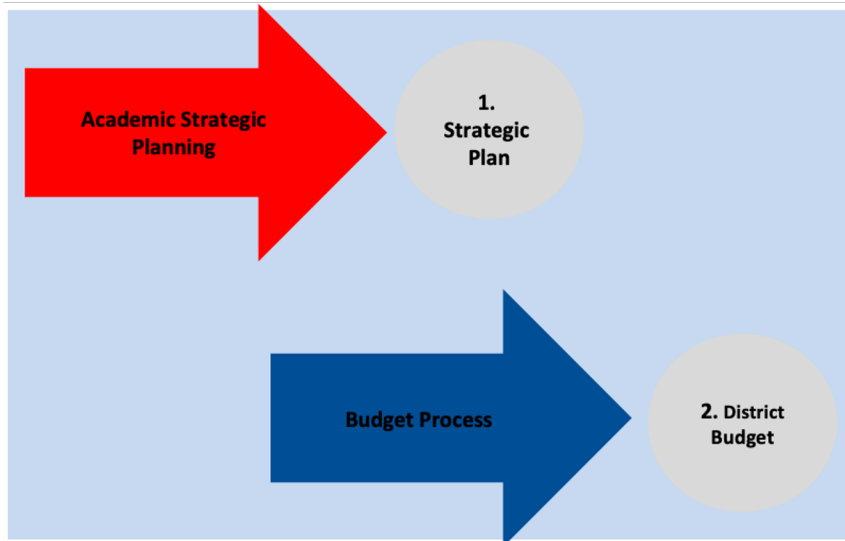 Academic Strategic
Planning
1.
Strategic
Plan
Budget Process
2. District
Budget